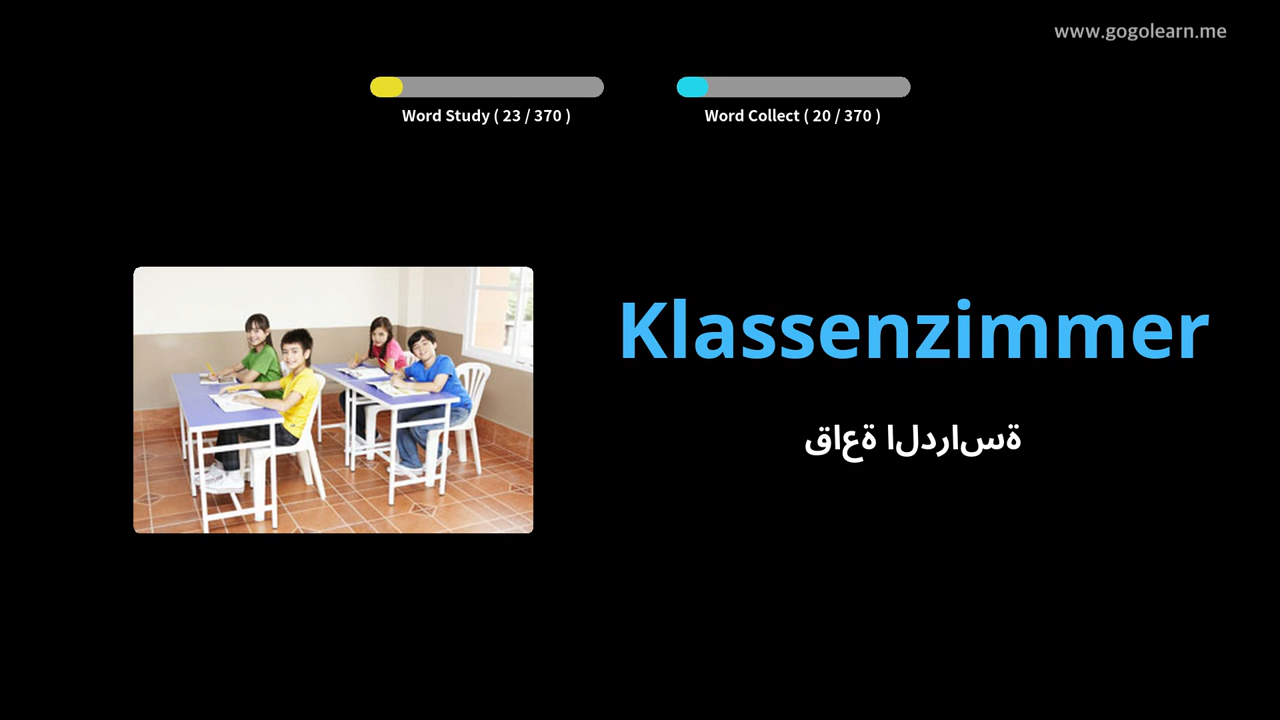 www.gogolearn.me
Word Study ( 23 / 370 )
Word Collect ( 20 / 370 )
Klassenzimmer
قاعة الدراسة